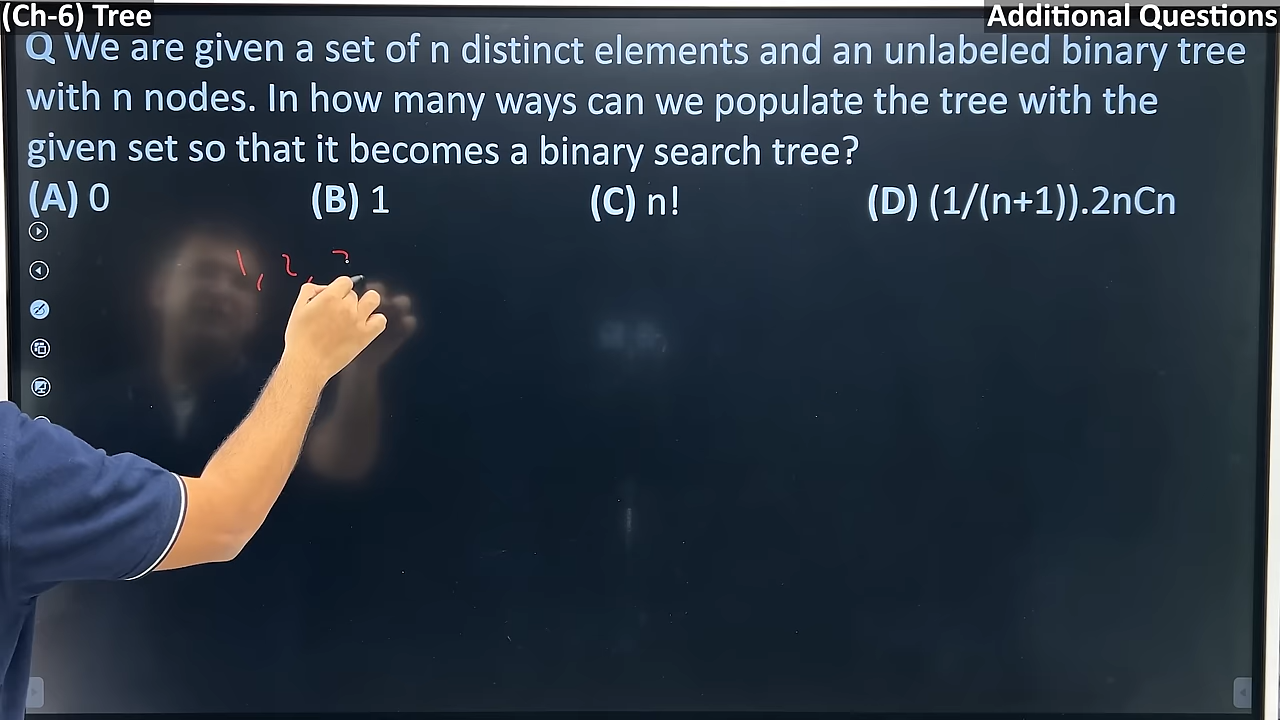 (Ch-6) Tree
Additional Questions
Q We are given a set of n distinct elements and an unlabeled binary tree
with n nodes. In how many ways can we populate the tree with the
given set so that it becomes a binary search tree?
(A) 0 (B) 1 (C) n! (D) (1/(n+1)).2nCn
1, 2,